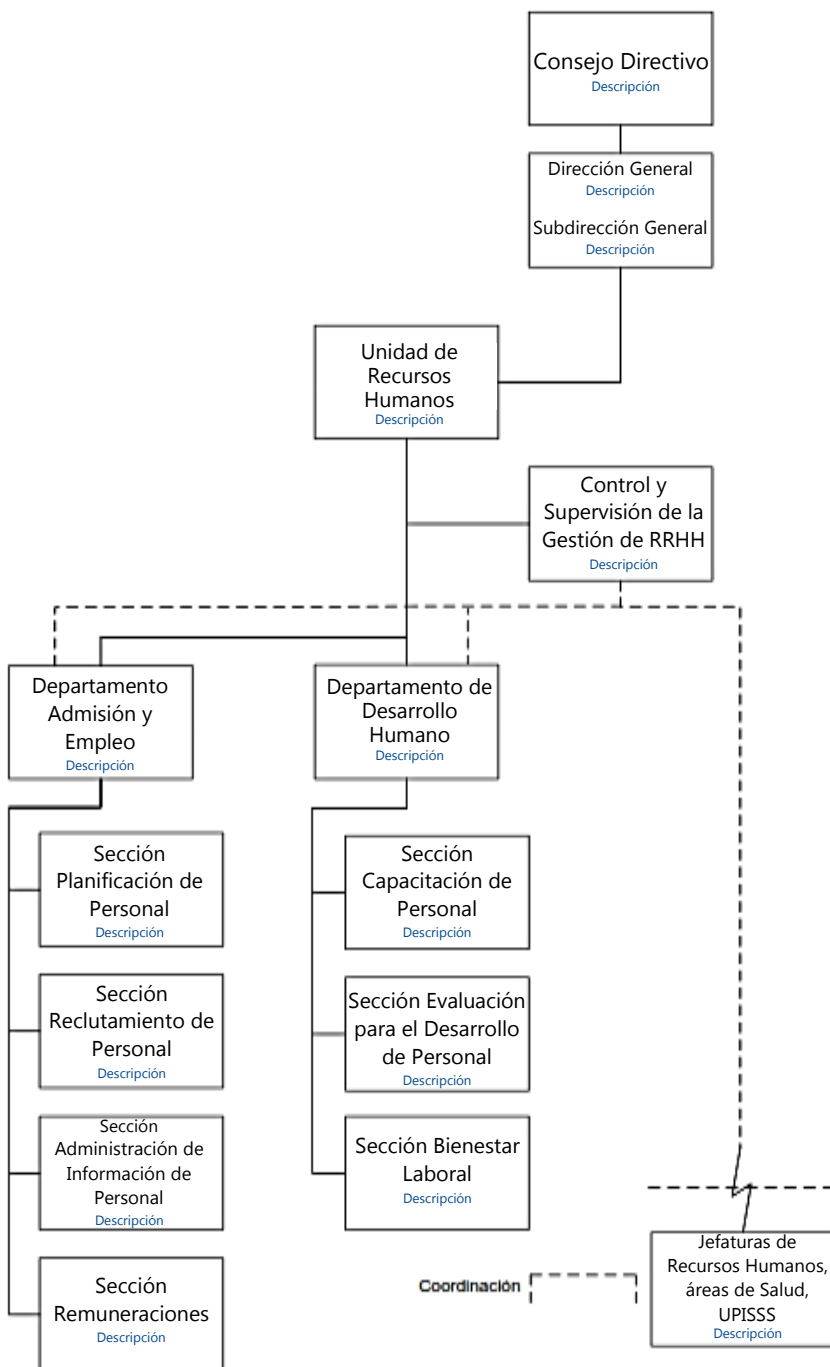 Consejo Directivo
Descripción
Dirección General
Descripción
Subdirección General
Descripción
Unidad de
Recursos
Humanos
Descripción
Control y
Supervisión de la
Gestión de RRHH
Descripción
Departamento
Admisión y
Empleo
Descripción
Departamento de
Desarrollo
Humano
Descripción
Sección
Planificación de
Personal
Descripción
Sección
Capacitación de
Personal
Descripción
Sección
Reclutamiento de
Personal
Descripción
Sección Evaluación
para el Desarrollo
de Personal
Descripción
Sección
Administración de
Información de
Personal
Descripción
Sección Bienestar
Laboral
Descripción
Sección
Remuneraciones
Descripción
Coordinación
Jefaturas de
Recursos Humanos,
áreas de Salud,
UPISSS
Descripción